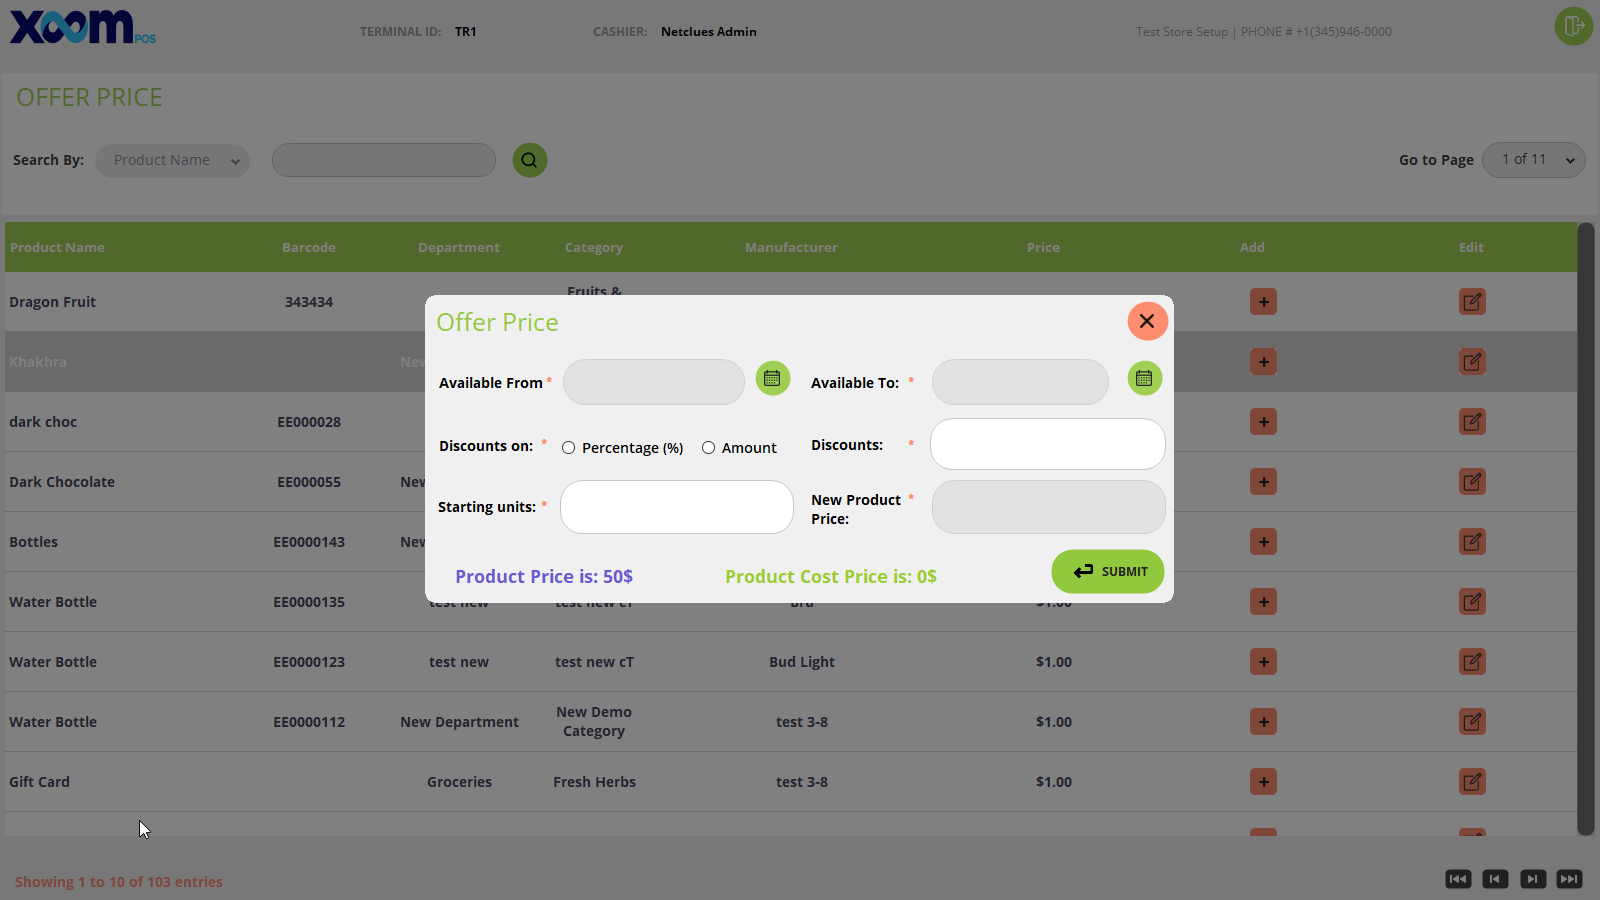 xoom POS
TERMINAL ID: TR1 CASHIER: Netclues Admin Test Store Setup | PHONE # +1(345)946-0000
OFFER PRICE
Search By: Product Name Go to Page 1 of 11
Product Name Barcode Department Category Manufacturer Price Add Edit
Dragon Fruit 343434 Fruits &
Khakhra New
dark choc EE000028
Dark Chocolate EE000055 New
Bottles EE0000143 New
Offer Price
Available From * Available To: *
Discounts on: * Percentage (%) Amount Discounts: *
Starting units: * New Product *
Price:
Product Price is: 50$ Product Cost Price is: 0$ SUBMIT
Water Bottle EE0000135 test new test new cT Bru $1.00
Water Bottle EE0000123 test new test new cT Bud Light $1.00
Water Bottle EE0000112 New Department New Demo Category test 3-8 $1.00
Gift Card Groceries Fresh Herbs test 3-8 $1.00
Showing 1 to 10 of 103 entries